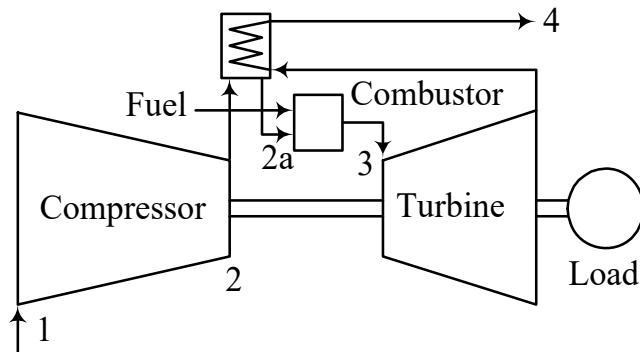 4
Fuel
Combustor
2a
3
Compressor
Turbine
2
Load
1